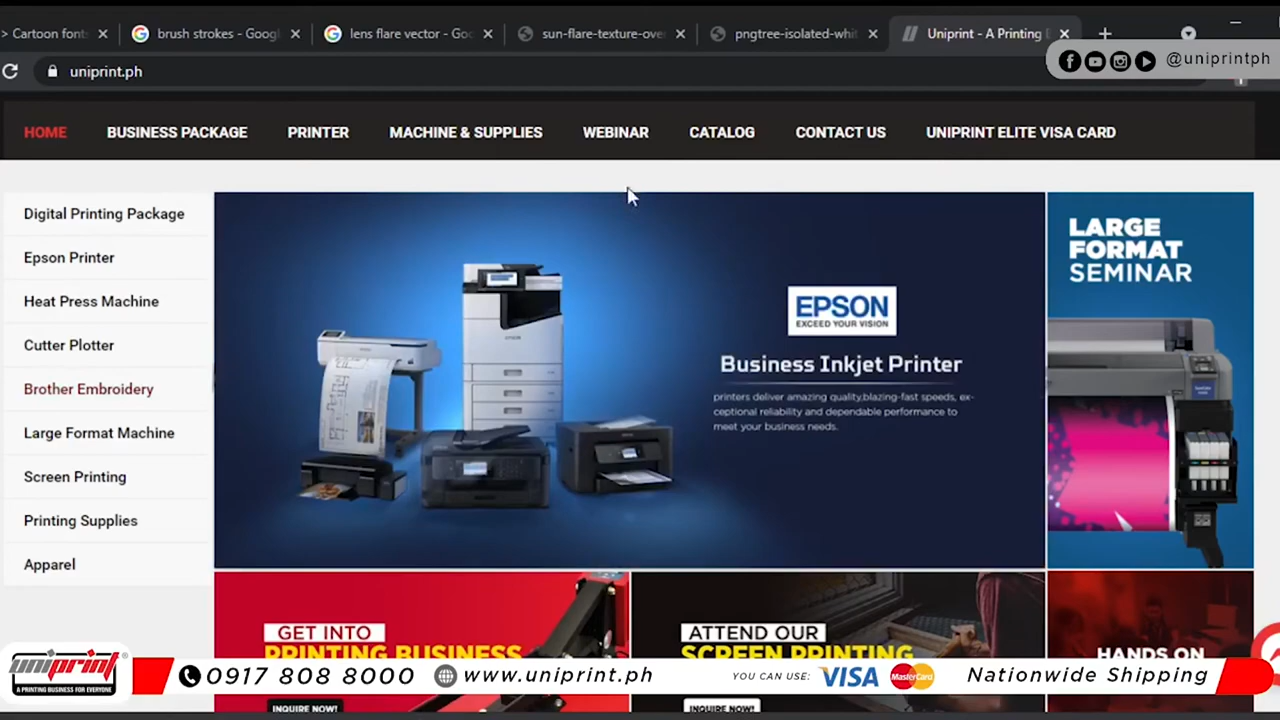 > Cartoon font
brush strokes - Goog
lens flare vector - Goo
sun-flare-texture-over
pngtree-isolated-whit
Uniprint - A Printing
uniprint.ph
@uniprintph
HOME
BUSINESS PACKAGE
PRINTER
MACHINE & SUPPLIES
WEBINAR
CATALOG
CONTACT US
UNIPRINT ELITE VISA CARD
Digital Printing Package
Epson Printer
Heat Press Machine
Cutter Plotter
Brother Embroidery
Large Format Machine
Screen Printing
Printing Supplies
Apparel
EPSON
EXCEED YOUR VISION
Business Inkjet Printer
printers deliver amazing quality,blazing-fast speeds, ex-
ceptional reliability and dependable performance to
meet your business needs.
LARGE
FORMAT
SEMINAR
GET INTO
PRINTING BUSINESS
INQUIRE NOW!
ATTEND OUR
SCREEN PRINTING
INQUIRE NOW!
HANDS ON
uniprint®
A PRINTING BUSINESS FOR EVERYONE
0917 808 8000
www.uniprint.ph
YOU CAN USE:
VISA
MasterCard
Nationwide Shipping